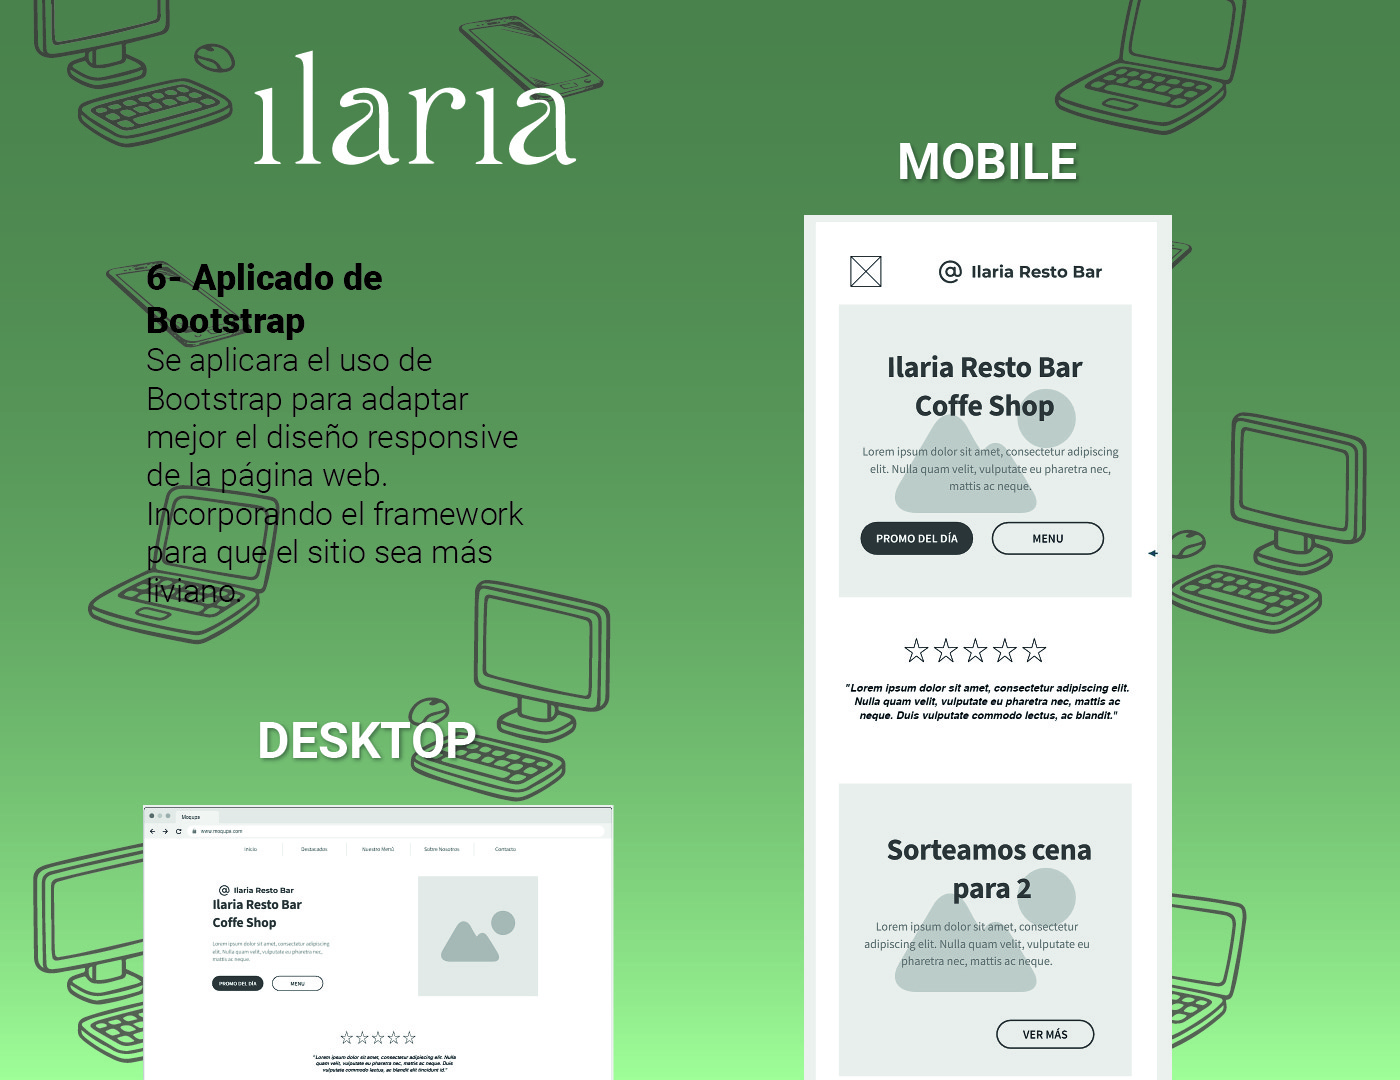 ılarıa
6- Aplicado de
Bootstrap
Se aplicara el uso de
Bootstrap para adaptar
mejor el diseño responsive
de la página web.
Incorporando el framework
para que el sitio sea más
liviano.
DESKTOP
Moqups
www.moqups.com
Inicio
Destacados
Nuestro Menú
Sobre Nosotros
Contacto
@ Ilaria Resto Bar
Ilaria Resto Bar
Coffe Shop
Lorem ipsum dolor sit amet, consectetur adipiscing
elit. Nulla quam velit, vulputate eu pharetra nec,
mattis ac neque.
PROMO DEL DÍA
MENU
"Lorem ipsum dolor sit amet, consectetur adipiscing elit. Nulla
quam velit, vulputate eu pharetra nec, mattis ac neque. Duis
vulputate commodo lectus, ac blandit elit tincidunt id."
MOBILE
@ Ilaria Resto Bar
Ilaria Resto Bar
Coffe Shop
Lorem ipsum dolor sit amet, consectetur adipiscing
elit. Nulla quam velit, vulputate eu pharetra nec,
mattis ac neque.
PROMO DEL DÍA
MENU
"Lorem ipsum dolor sit amet, consectetur adipiscing elit.
Nulla quam velit, vulputate eu pharetra nec, mattis ac
neque. Duis vulputate commodo lectus, ac blandit."
Sorteamos cena
para 2
Lorem ipsum dolor sit amet, consectetur
adipiscing elit. Nulla quam velit, vulputate eu
pharetra nec, mattis ac neque.
VER MÁS